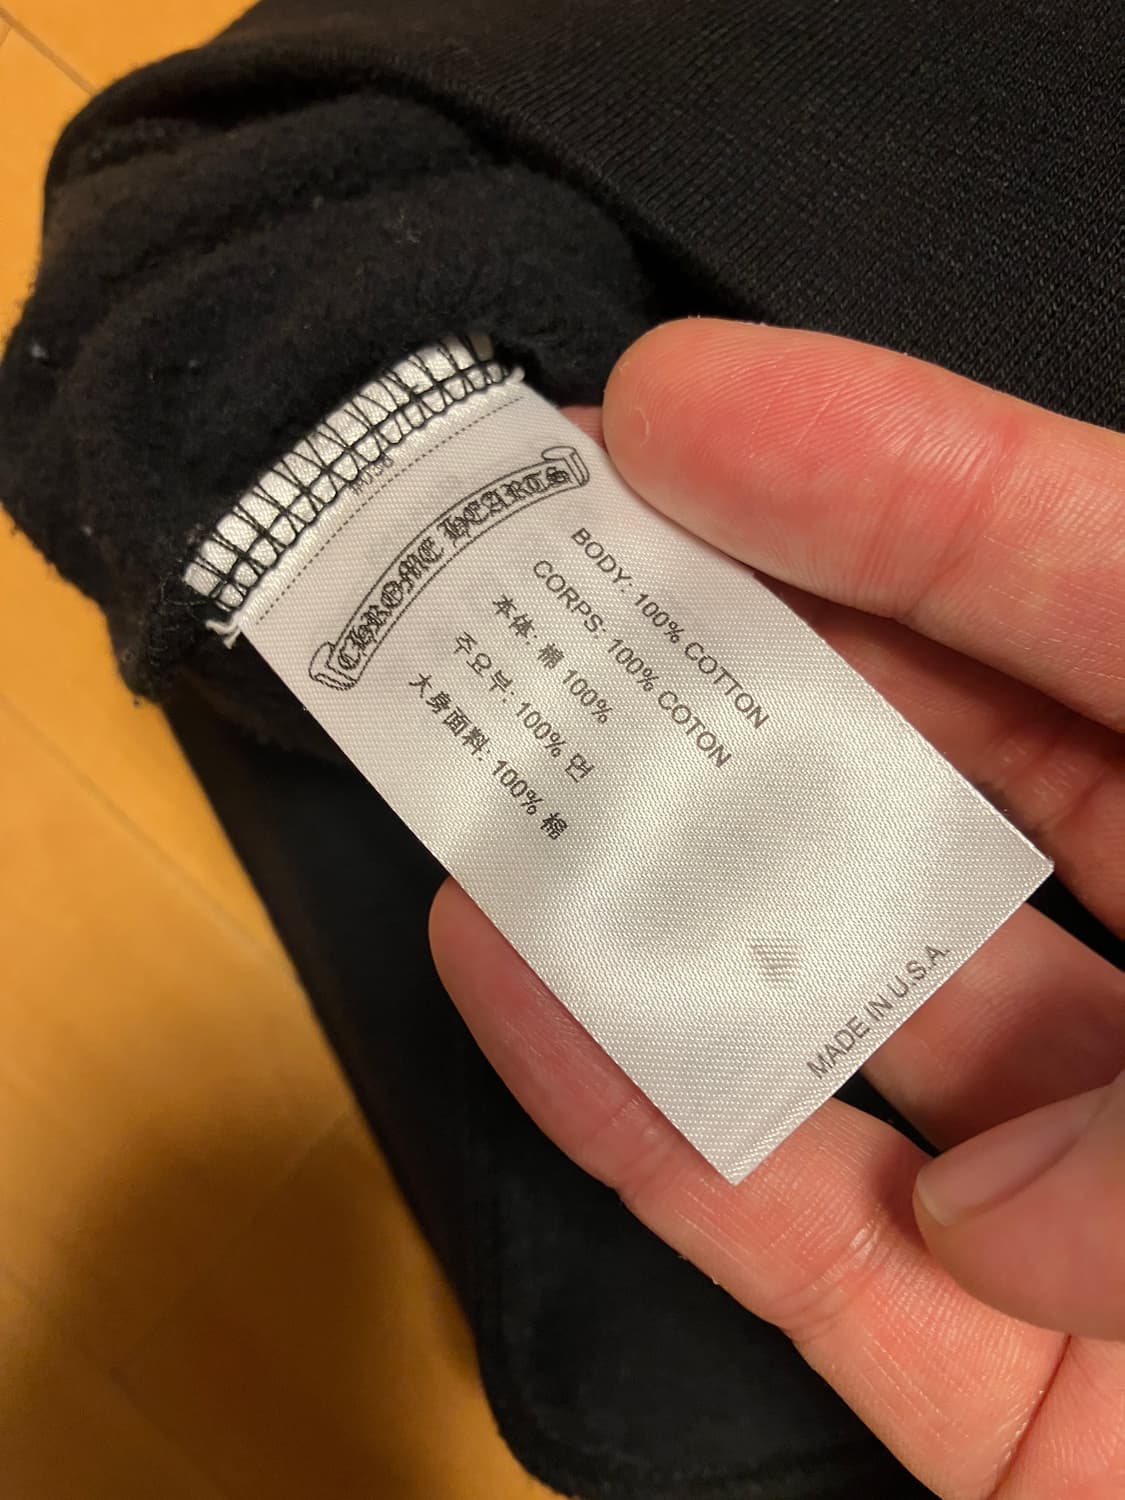 CHROME HEARTS
BODY: 100% COTTON
CORPS: 100% COTON
本体: 棉 100%
주요부: 100% 면
大身面料: 100% 棉
MADE IN U.S.A.